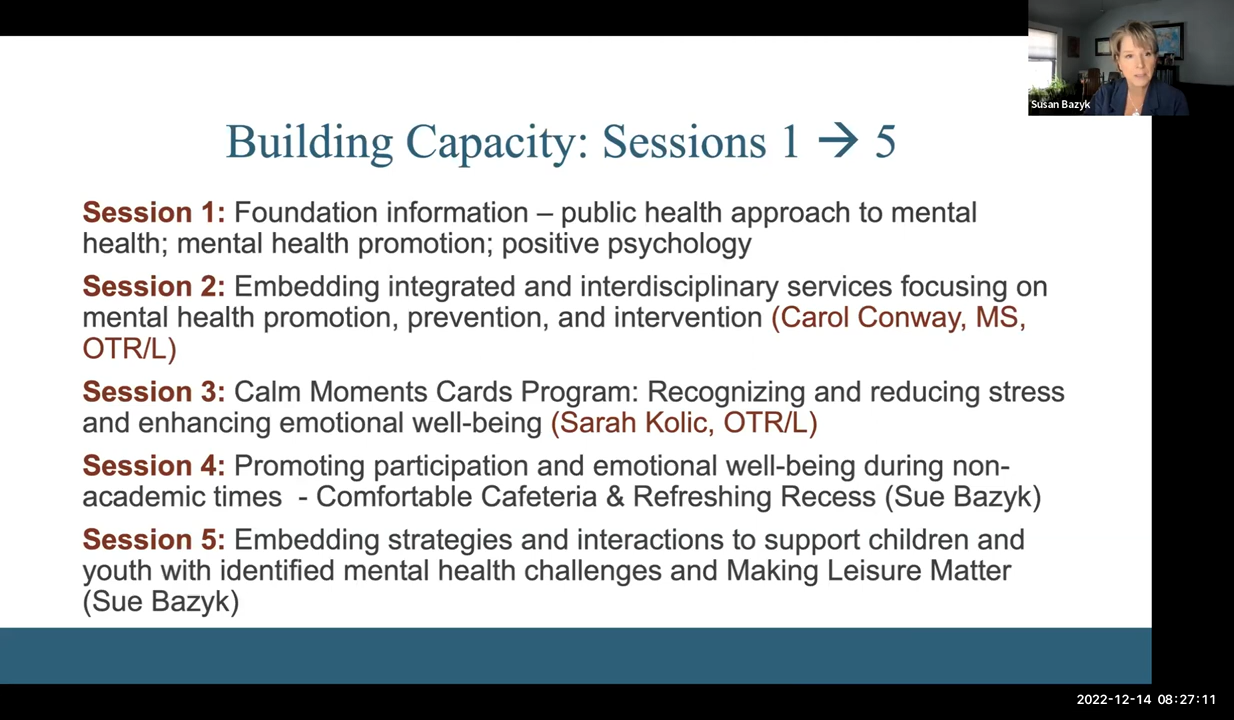 Susan Bazyk
Building Capacity: Sessions 1 → 5
Session 1: Foundation information – public health approach to mental
health; mental health promotion; positive psychology
Session 2: Embedding integrated and interdisciplinary services focusing on
mental health promotion, prevention, and intervention (Carol Conway, MS,
OTR/L)
Session 3: Calm Moments Cards Program: Recognizing and reducing stress
and enhancing emotional well-being (Sarah Kolic, OTR/L)
Session 4: Promoting participation and emotional well-being during non-
academic times  - Comfortable Cafeteria & Refreshing Recess (Sue Bazyk)
Session 5: Embedding strategies and interactions to support children and
youth with identified mental health challenges and Making Leisure Matter
(Sue Bazyk)
2022-12-14 08:27:11